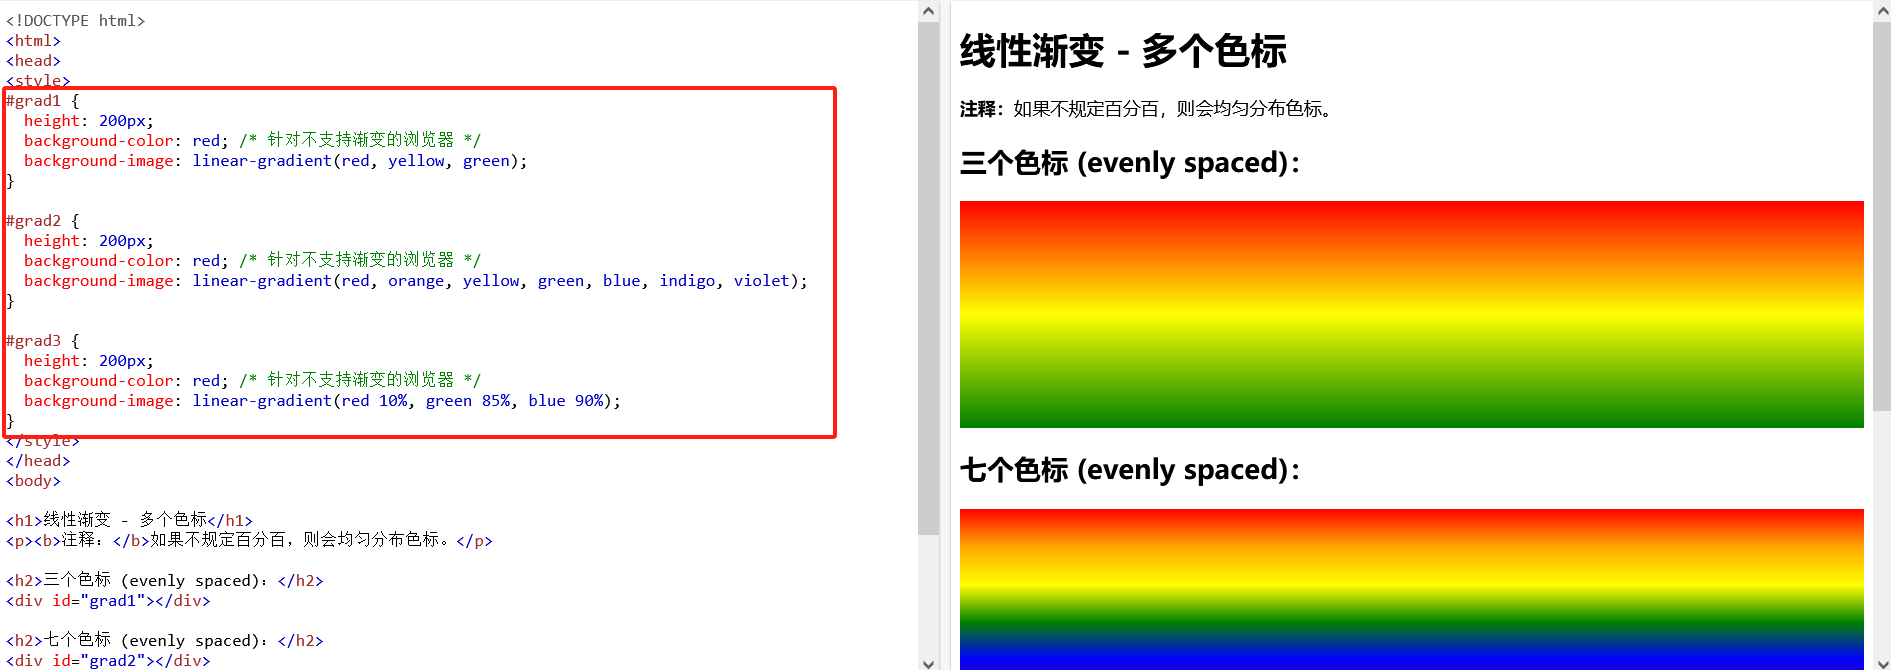 <!DOCTYPE html>
<html>
<head>
<style>
#grad1 {
  height: 200px;
  background-color: red; /* 针对不支持渐变的浏览器 */
  background-image: linear-gradient(red, yellow, green);
}

#grad2 {
  height: 200px;
  background-color: red; /* 针对不支持渐变的浏览器 */
  background-image: linear-gradient(red, orange, yellow, green, blue, indigo, violet);
}

#grad3 {
  height: 200px;
  background-color: red; /* 针对不支持渐变的浏览器 */
  background-image: linear-gradient(red 10%, green 85%, blue 90%);
}
</style>
</head>
<body>

<h1>线性渐变 - 多个色标</h1>
<p><b>注释：</b>如果不规定百分百，则会均匀分布色标。</p>

<h2>三个色标 (evenly spaced)：</h2>
<div id="grad1"></div>

<h2>七个色标 (evenly spaced)：</h2>
<div id="grad2"></div>
线性渐变 - 多个色标
注释：如果不规定百分百，则会均匀分布色标。
三个色标 (evenly spaced)：
七个色标 (evenly spaced)：